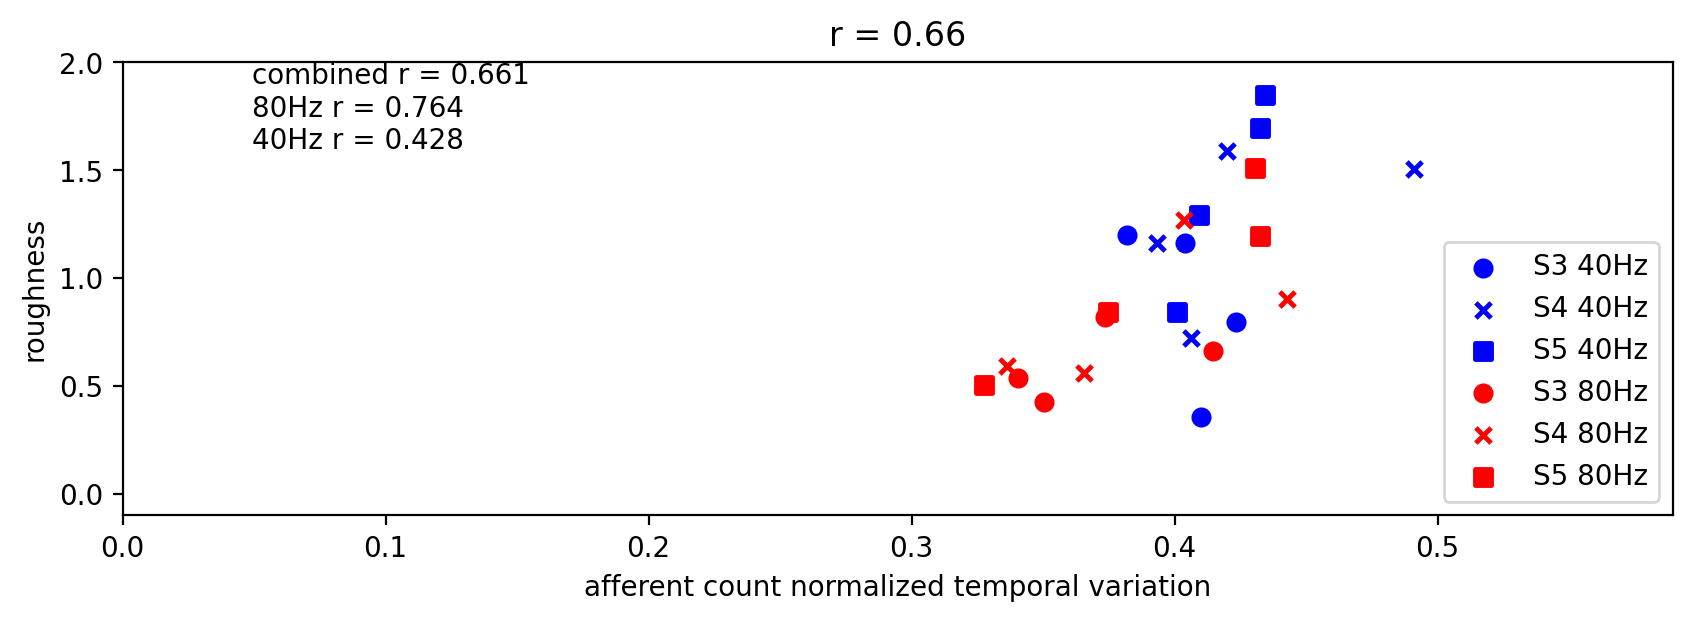 r = 0.66
combined r = 0.661
80Hz r = 0.764
40Hz r = 0.428
2.0
1.5
1.0
0.5
0.0
roughness
S3 40Hz
S4 40Hz
S5 40Hz
S3 80Hz
S4 80Hz
S5 80Hz
0.0 0.1 0.2 0.3 0.4 0.5
afferent count normalized temporal variation